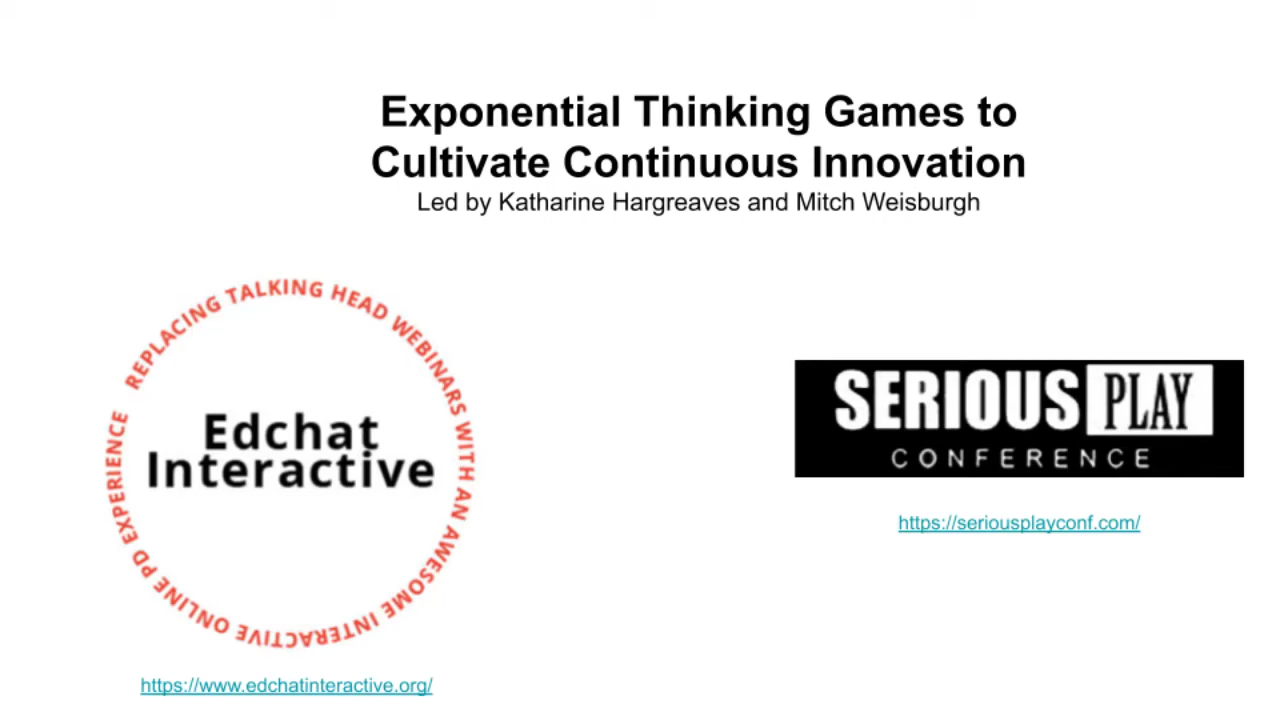 Exponential Thinking Games to
Cultivate Continuous Innovation
Led by Katharine Hargreaves and Mitch Weisburgh
REPLACING TALKING HEAD WEBINARS WITH AN AWESOME INTERACTIVE ONLINE PD EXPERIENCE
Edchat
Interactive
SERIOUS PLAY
CONFERENCE
https://seriousplayconf.com/
https://www.edchatinteractive.org/